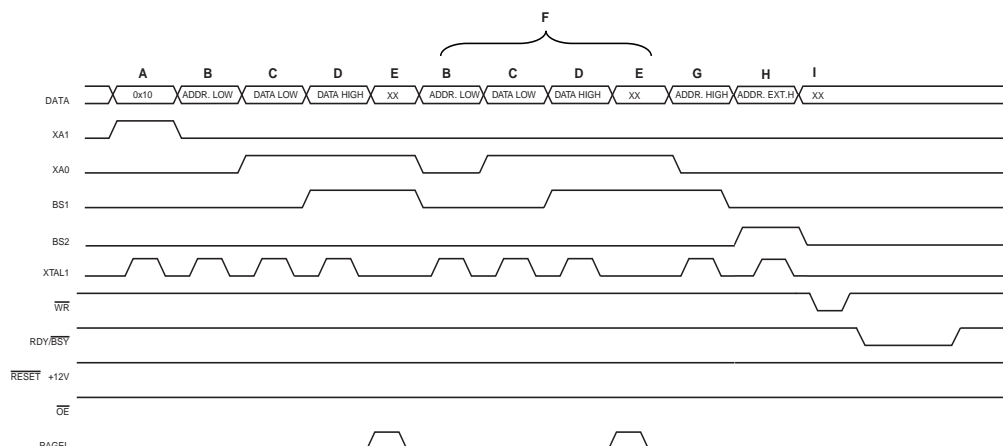 F
A B C D E B C D E G H I
DATA 0x10 ADDR. LOW DATA LOW DATA HIGH XX ADDR. LOW DATA LOW DATA HIGH XX ADDR. HIGH ADDR. EXT.H XX
XA1
XA0
BS1
BS2
XTAL1
WR
RDY/BSY
RESET +12V
OE
PAGEL